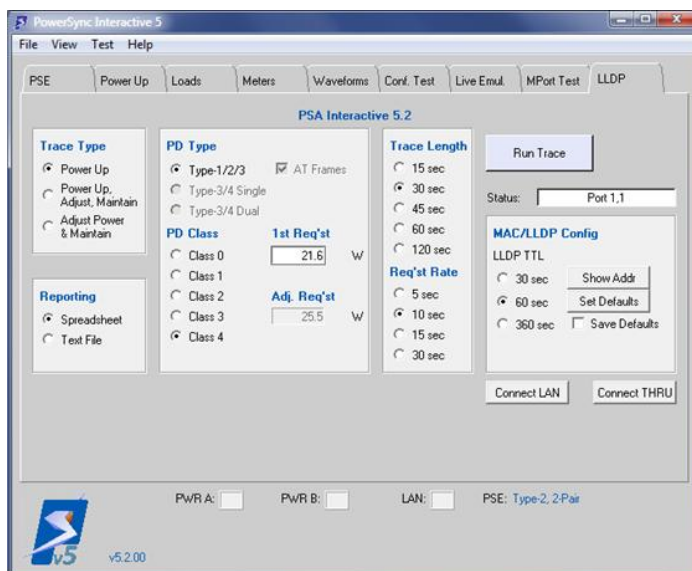 PowerSync Interactive 5
File View Test Help
PSE Power Up Loads Meters Waveforms Conf. Test Live Emul. MPort Test LLDP
PSA Interactive 5.2
Trace Type
Power Up
Power Up,
Adjust, Maintain
Adjust Power
& Maintain
Reporting
Spreadsheet
Text File
PD Type
Type-1/2/3 AT Frames
Type-3/4 Single
Type-3/4 Dual
PD Class 1st Req'st
Class 0 21.6 W
Class 1
Class 2 Adj. Req'st
Class 3 25.5 W
Class 4
Trace Length
15 sec
30 sec
45 sec
60 sec
120 sec
Req'st Rate
5 sec
10 sec
15 sec
30 sec
Run Trace
Status: Port 1,1
MAC/LLDP Config
LLDP TTL
30 sec Show Addr
60 sec Set Defaults
360 sec Save Defaults
Connect LAN Connect THRU
PWR A: PWR B: LAN: PSE: Type-2, 2-Pair
v5 v5.2.00